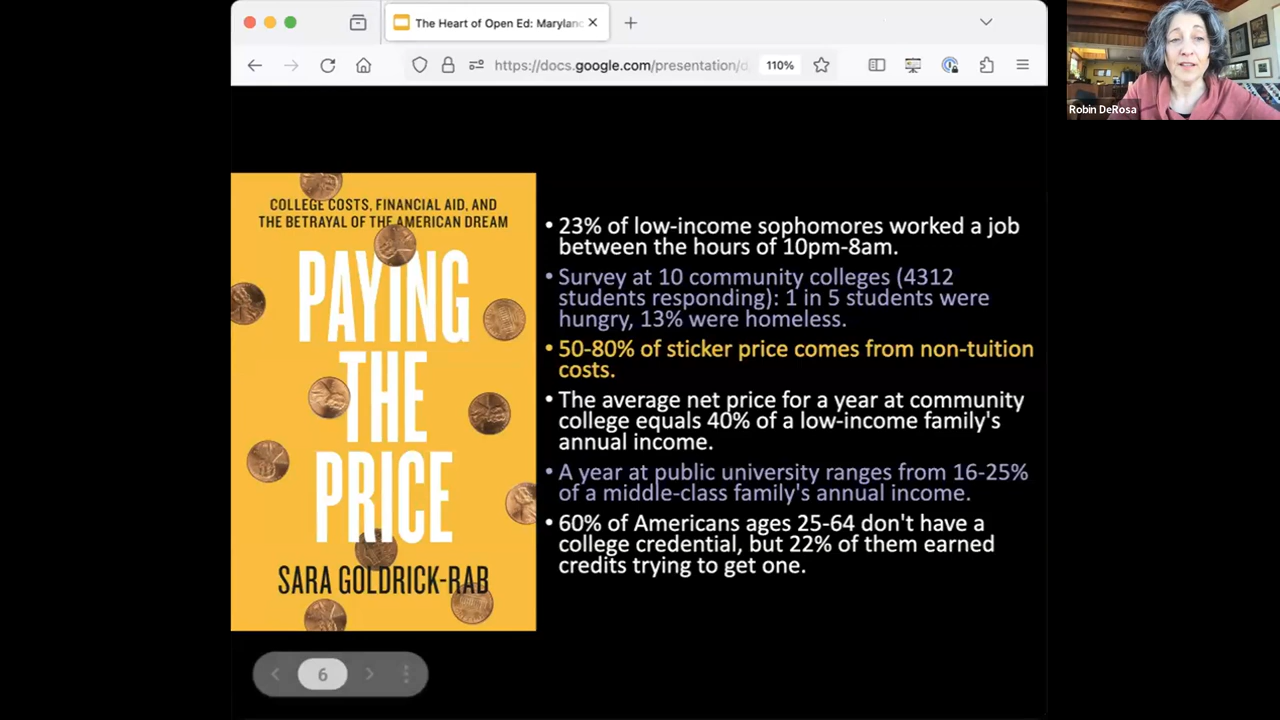 The Heart of Open Ed: Marylan
https://docs.google.com/presentation/d
110%
Robin DeRosa
COLLEGE COSTS, FINANCIAL AID, AND
THE BETRAYAL OF THE AMERICAN DREAM
PAYING
THE
PRICE
SARA GOLDRICK-RAB
• 23% of low-income sophomores worked a job
between the hours of 10pm-8am.
• Survey at 10 community colleges (4312
students responding): 1 in 5 students were
hungry, 13% were homeless.
• 50-80% of sticker price comes from non-tuition
costs.
• The average net price for a year at community
college equals 40% of a low-income family's
annual income.
• A year at public university ranges from 16-25%
of a middle-class family's annual income.
• 60% of Americans ages 25-64 don't have a
college credential, but 22% of them earned
credits trying to get one.
6